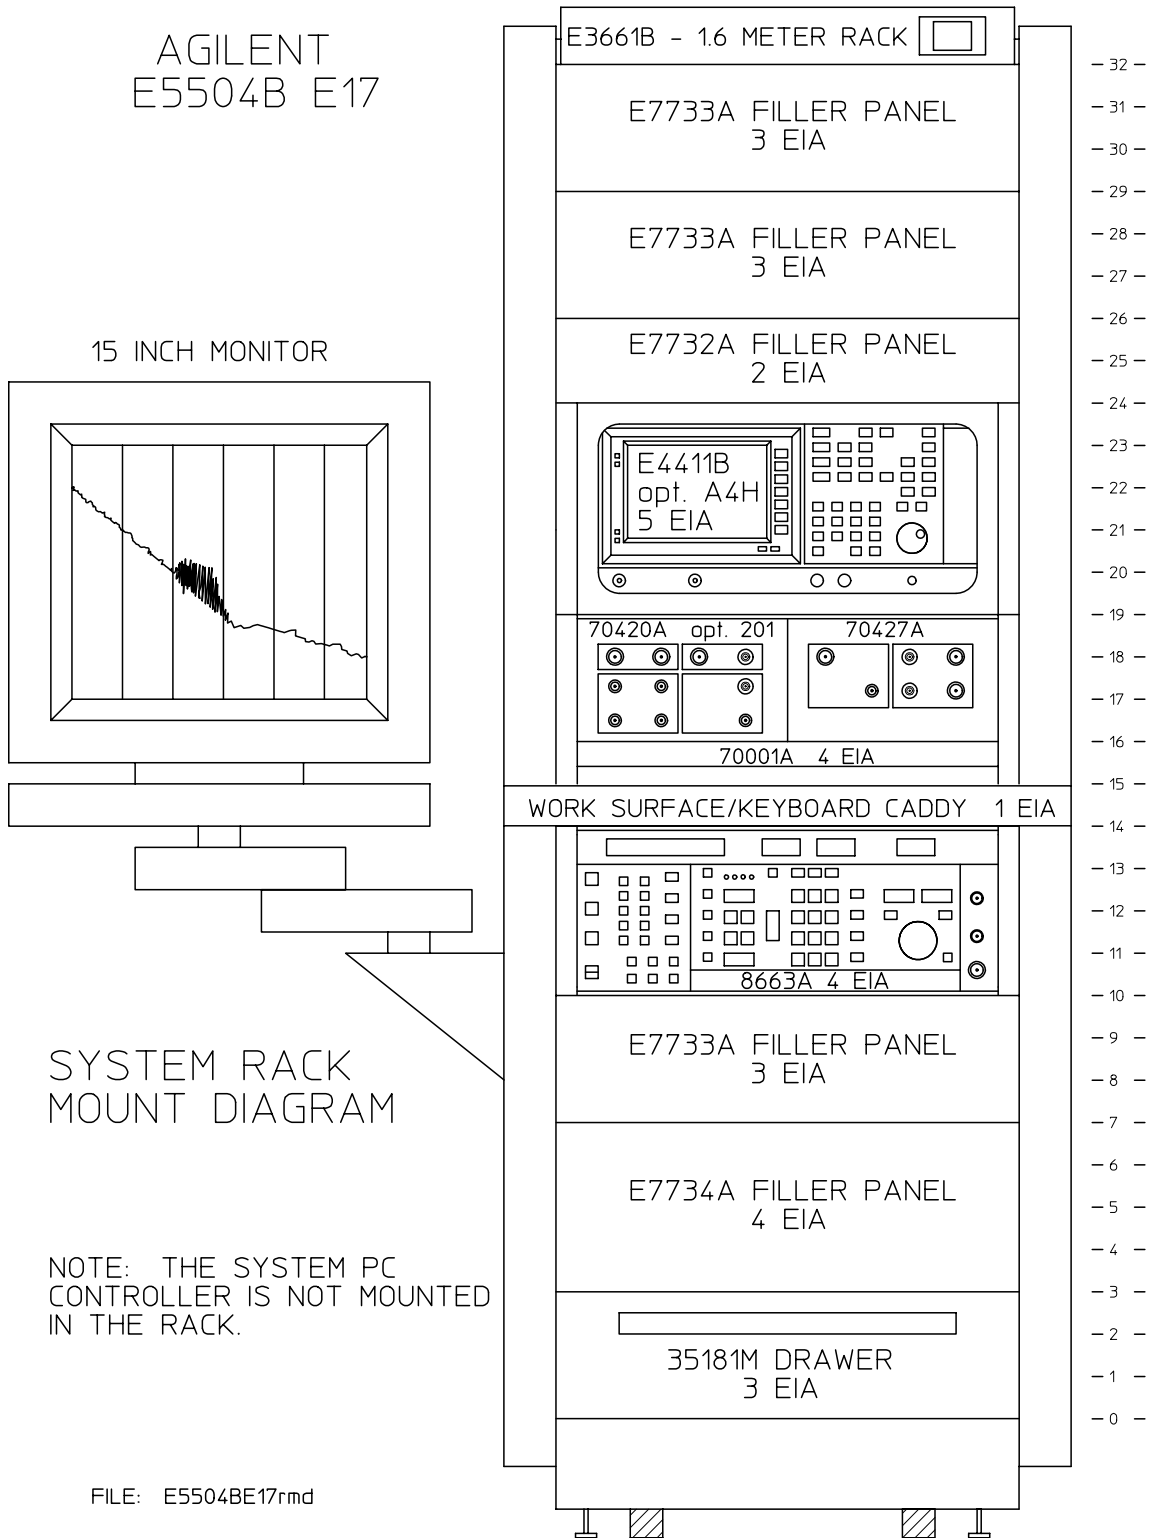 AGILENT
E5504B E17
E3661B - 1.6 METER RACK
E7733A FILLER PANEL
3 EIA
E7733A FILLER PANEL
3 EIA
E7732A FILLER PANEL
2 EIA
15 INCH MONITOR
E4411B
opt. A4H
5 EIA
70420A opt. 201
70427A
70001A 4 EIA
WORK SURFACE/KEYBOARD CADDY 1 EIA
8663A 4 EIA
E7733A FILLER PANEL
3 EIA
SYSTEM RACK
MOUNT DIAGRAM
E7734A FILLER PANEL
4 EIA
NOTE: THE SYSTEM PC
CONTROLLER IS NOT MOUNTED
IN THE RACK.
35181M DRAWER
3 EIA
FILE: E5504BE17rmd
- 32 -
- 31 -
- 30 -
- 29 -
- 28 -
- 27 -
- 26 -
- 25 -
- 24 -
- 23 -
- 22 -
- 21 -
- 20 -
- 19 -
- 18 -
- 17 -
- 16 -
- 15 -
- 14 -
- 13 -
- 12 -
- 11 -
- 10 -
- 9 -
- 8 -
- 7 -
- 6 -
- 5 -
- 4 -
- 3 -
- 2 -
- 1 -
- 0 -